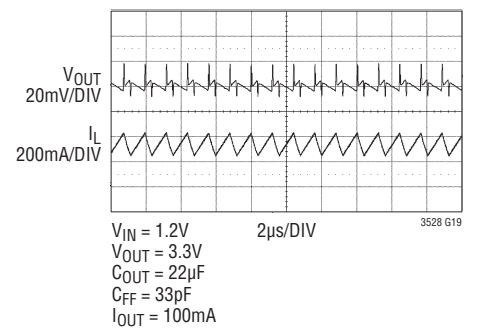 VOUT
20mV/DIV
IL
200mA/DIV
3528 G19
VIN = 1.2V
2µs/DIV
VOUT = 3.3V
COUT = 22µF
CFF = 33pF
IOUT = 100mA